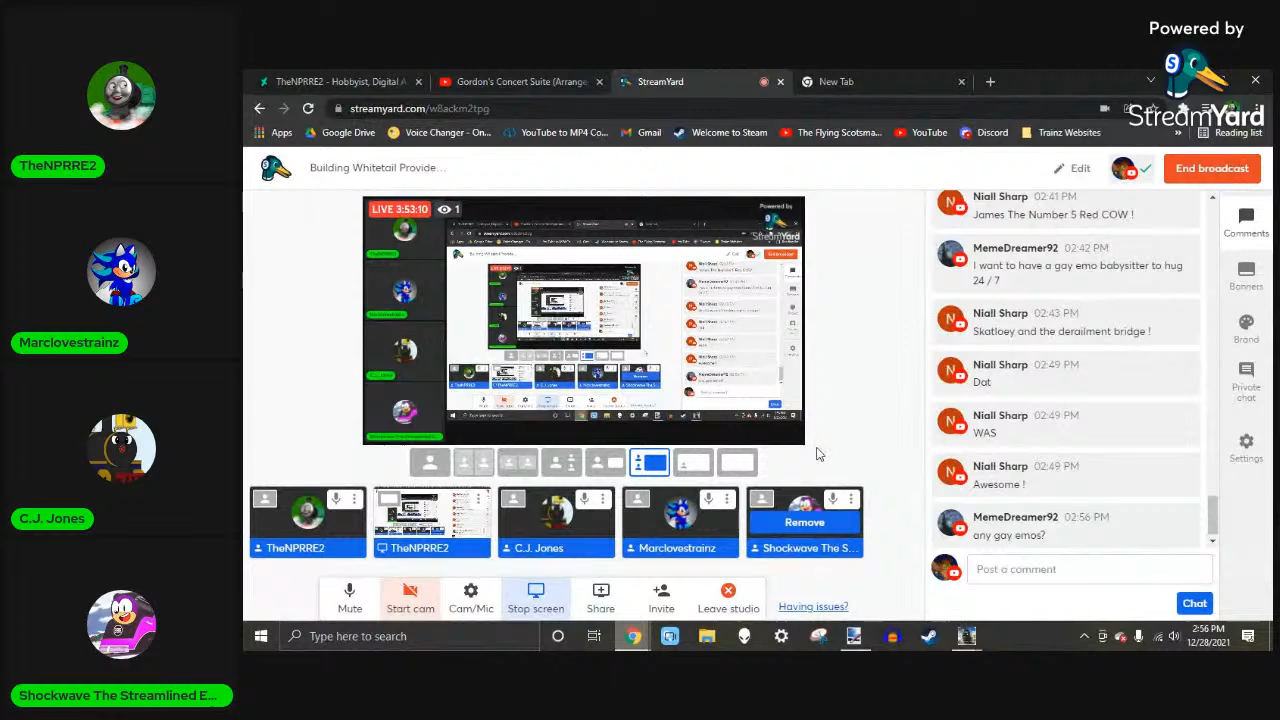 Powered by
StreamYard
TheNPRRE2
Marclovestrainz
C.J. Jones
Shockwave The Streamlined E...
TheNPRRE2 - Hobbyist, Digital A
Gordon's Concert Suite (Arrange
StreamYard
New Tab
streamyard.com/w8ackm2tpg
Apps
Google Drive
Voice Changer - On...
YouTube to MP4 Co...
Gmail
Welcome to Steam
The Flying Scotsma...
YouTube
Discord
Trainz Websites
»
Reading list
Building Whitetail Provide...
Edit
End broadcast
LIVE 3:53:10
1
Powered by
StreamYard
TheNPRRE2
TheNPRRE2
C.J. Jones
Marclovestrainz
Remove
Shockwave The S...
Mute
Start cam
Cam/Mic
Stop screen
Share
Invite
Leave studio
Having issues?
Niall Sharp 02:41 PM
James The Number 5 Red COW !
MemeDreamer92 02:42 PM
I want to have a gay emo babysitter to hug
24 / 7
Niall Sharp 02:43 PM
Skatloey and the derailment bridge !
Niall Sharp 02:49 PM
Dat
Niall Sharp 02:49 PM
WAS
Niall Sharp 02:49 PM
Awesome !
MemeDreamer92 02:56 PM
any gay emos?
Post a comment
Chat
Comments
Banners
Brand
Private
chat
Settings
Type here to search
2:56 PM
12/28/2021